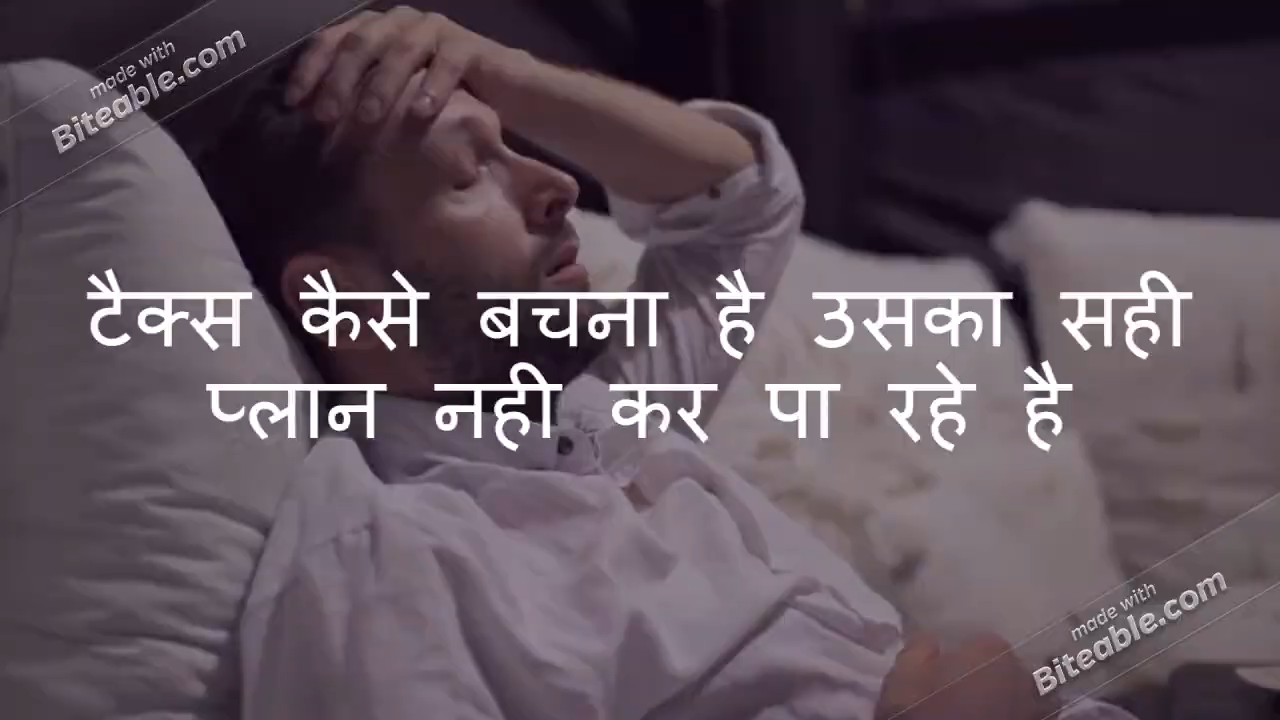 made with
Biteable.com
टैक्स कैसे बचना है उसका सही
प्लान नही कर पा रहे है
made with
Biteable.com